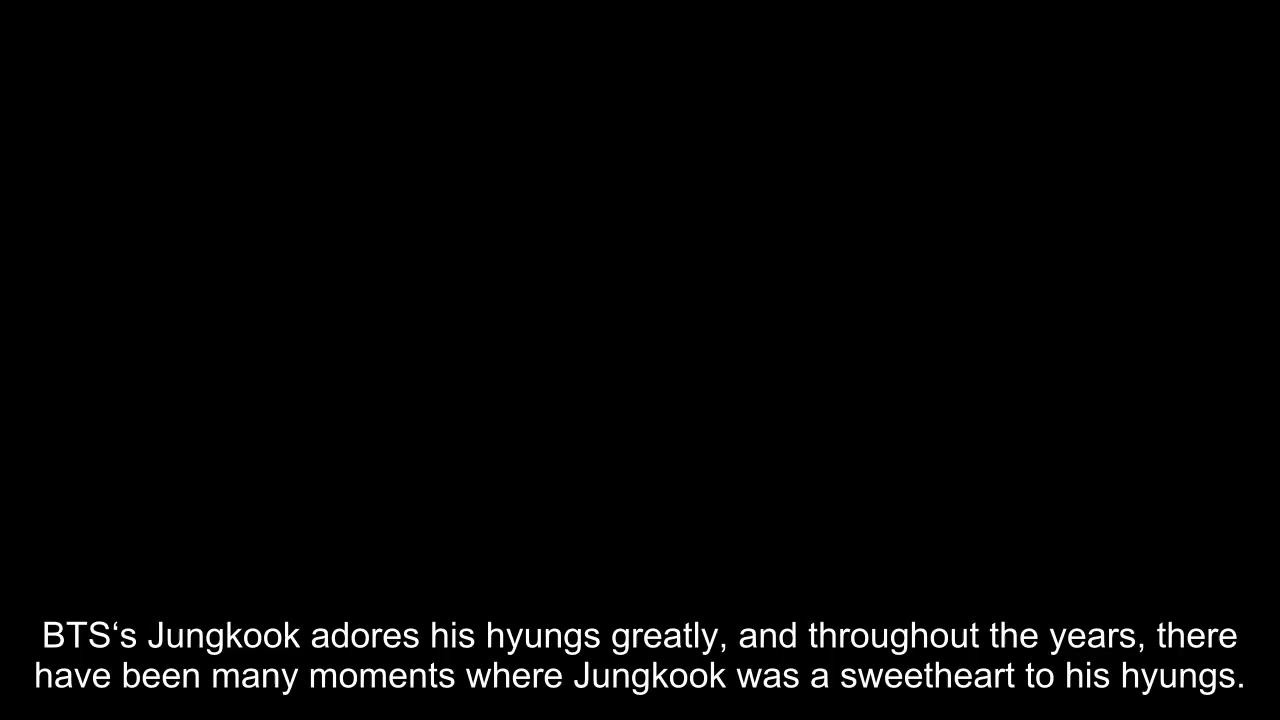 BTS‘s Jungkook adores his hyungs greatly, and throughout the years, there
have been many moments where Jungkook was a sweetheart to his hyungs.